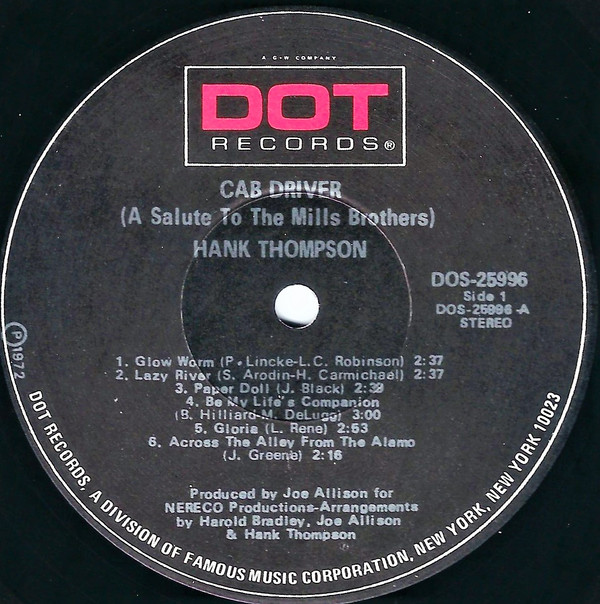 A G+W COMPANY
DOT
RECORDS®
CAB DRIVER
(A Salute To The Mills Brothers)
HANK THOMPSON
DOS-25996
Side 1
DOS-25996-A
STEREO
Ⓟ1972
1. Glow Worm (P. Lincke-L.C. Robinson) 2:37
2. Lazy River (S. Arodin-H. Carmichael) 2:37
3. Paper Doll (J. Black) 2:39
4. Be My Life's Companion
(B. Hilliard-M. DeLugg) 3:00
5. Gloria (L. Rene) 2:53
6. Across The Alley From The Alamo
(J. Greene) 2:16
Produced by Joe Allison for
NERECO Productions-Arrangements
by Harold Bradley, Joe Allison
& Hank Thompson
DOT RECORDS, A DIVISION OF FAMOUS MUSIC CORPORATION, NEW YORK, NEW YORK 10023